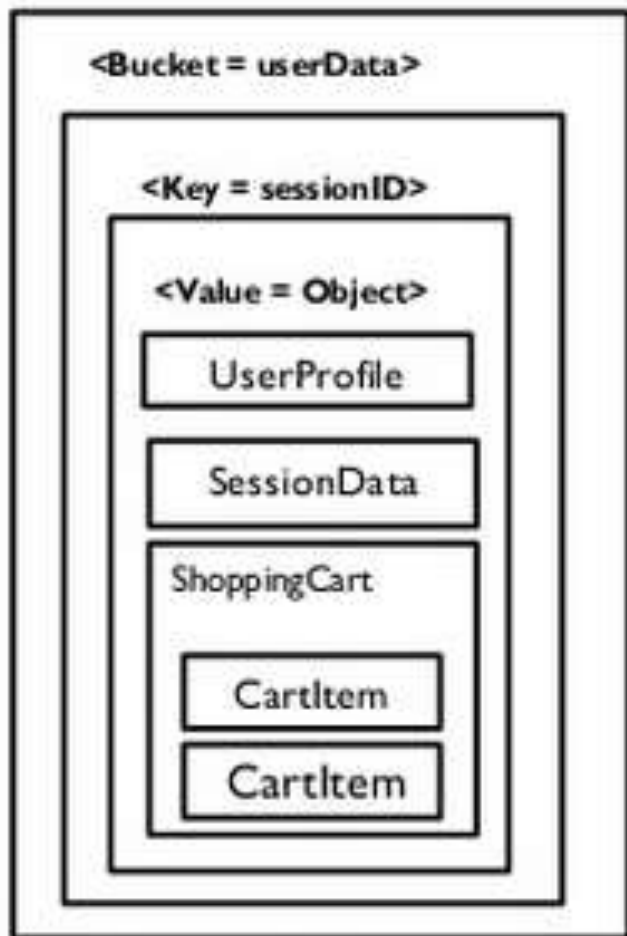 <Bucket = userData>
<Key = sessionID>
<Value = Object>
UserProfile
SessionData
ShoppingCart
CartItem
CartItem